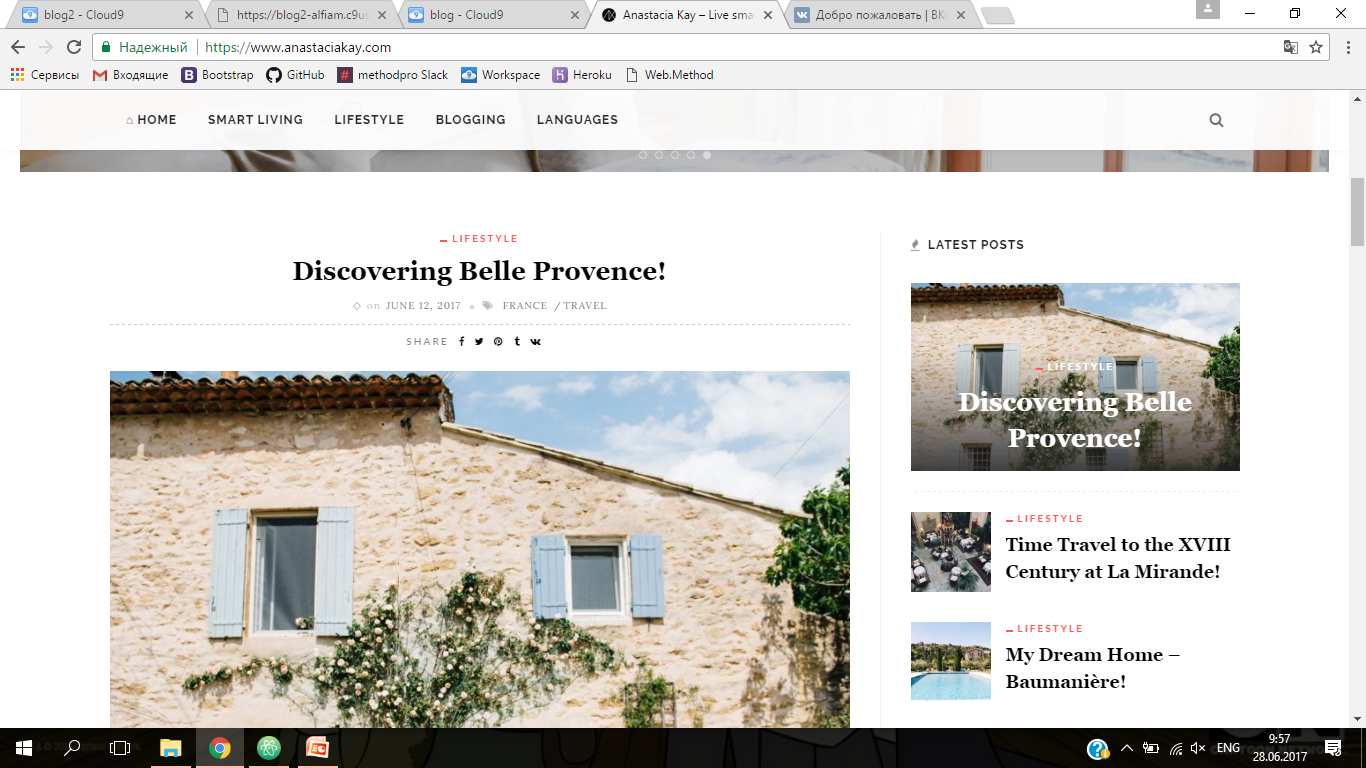 blog2 - Cloud9
https://blog2-alfiam.c9us
blog - Cloud9
Anastacia Kay – Live sma
Добро пожаловать | ВК
Надежный
https://www.anastaciakay.com
Сервисы
Входящие
Bootstrap
GitHub
methodpro Slack
Workspace
Heroku
Web.Method
HOME
SMART LIVING
LIFESTYLE
BLOGGING
LANGUAGES
LIFESTYLE
Discovering Belle Provence!
on JUNE 12, 2017 FRANCE / TRAVEL
SHARE
LATEST POSTS
LIFESTYLE
Discovering Belle
Provence!
LIFESTYLE
Time Travel to the XVIII
Century at La Mirande!
LIFESTYLE
My Dream Home –
Baumanière!
ENG
9:57
28.06.2017